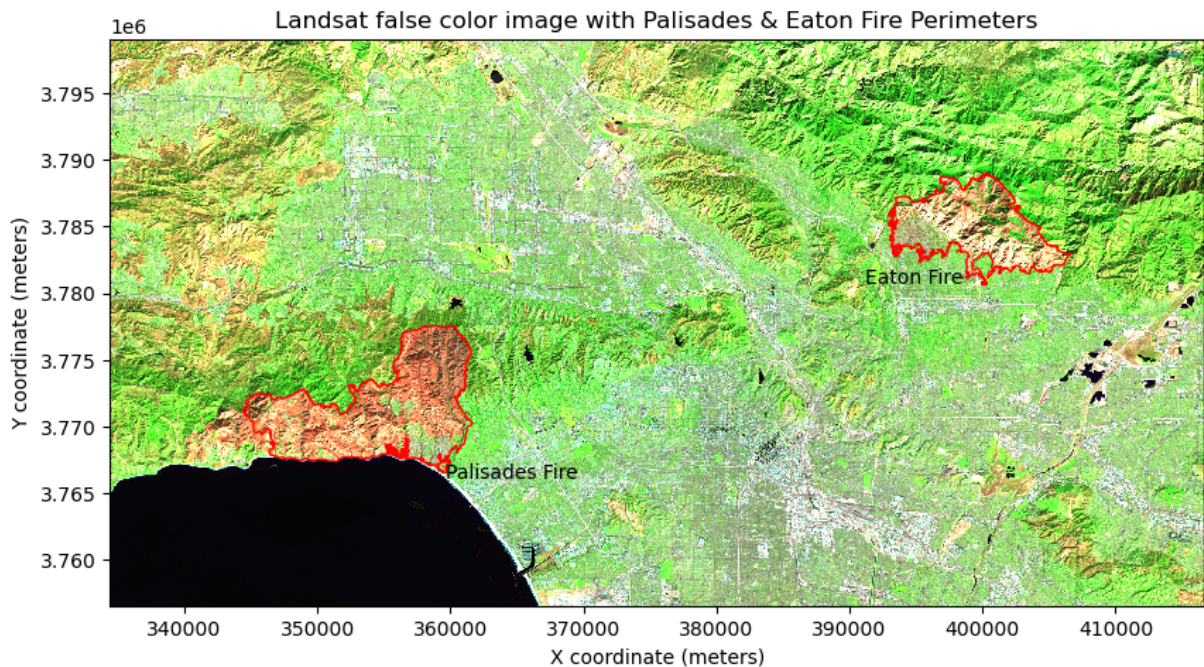 Landsat false color image with Palisades & Eaton Fire Perimeters
1e6
3.795
3.790
3.785
3.780
3.775
3.770
3.765
3.760
Y coordinate (meters)
Eaton Fire
Palisades Fire
340000 350000 360000 370000 380000 390000 400000 410000
X coordinate (meters)